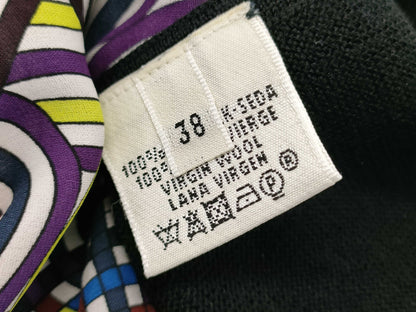 38
100% K-SEDA
100% VIERGE
VIRGIN WOOL
LANA VIRGEN
P ®